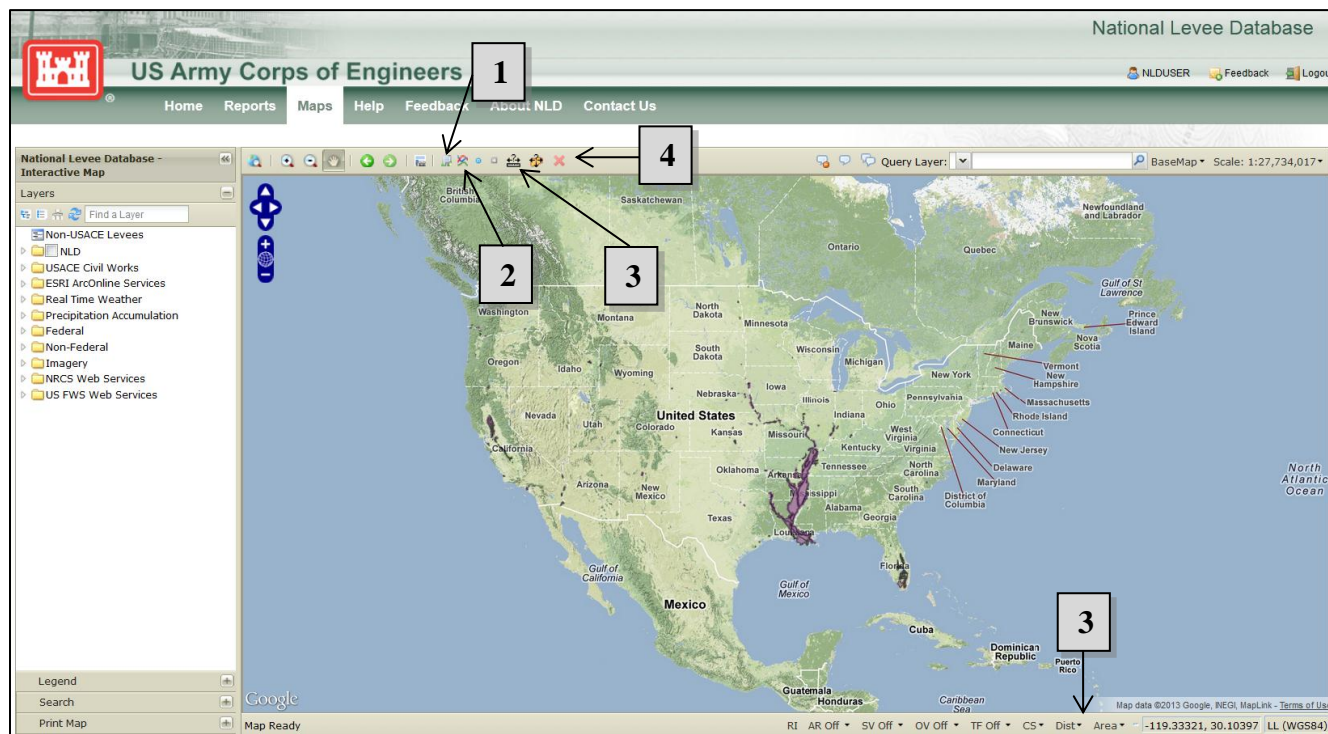 National Levee Database
US Army Corps of Engineers
®
NLDUSER Feedback Logou
Home Reports Maps Help Feedback About NLD Contact Us
1
2
3
4
3
National Levee Database -
Interactive Map
Layers
Find a Layer
Non-USACE Levees
NLD
USACE Civil Works
ESRI ArcOnline Services
Real Time Weather
Precipitation Accumulation
Federal
Non-Federal
Imagery
NRCS Web Services
US FWS Web Services
Legend
Search
Print Map
Query Layer:
BaseMap Scale: 1:27,734,017
British
Columbia
Saskatchewan
Ontario
Quebec
Newfoundland
and Labrador
Gulf of St
Lawrence
New
Brunswick
Prince
Edward
Island
Nova
Scotia
Maine
Vermont
New
Hampshire
Massachusetts
Rhode Island
Connecticut
New Jersey
Delaware
Maryland
District of
Columbia
Washington
Montana
North
Dakota
Minnesota
Oregon
Idaho
Wyoming
South
Dakota
Wisconsin
Michigan
New York
Nebraska
Iowa
Illinois
Indiana
Ohio
Pennsylvania
Nevada
Utah
United States
Colorado
Kansas
Missouri
West
Virginia
Kentucky
Virginia
California
Oklahoma
Arkansas
Tennessee
North
Carolina
Arizona
New
Mexico
Mississippi
South
Carolina
Alabama
Georgia
Texas
Louisiana
Florida
North
Atlantic
Ocean
Gulf of
California
Gulf of
Mexico
Mexico
Cuba
Dominican
Republic
Puerto
Rico
Guatemala
Honduras
Caribbean
Sea
Google
Map data ©2013 Google, INEGI, MapLink - Terms of Use
Map Ready
RI AR Off SV Off OV Off TF Off CS Dist Area -119.33321, 30.10397 LL (WGS84)